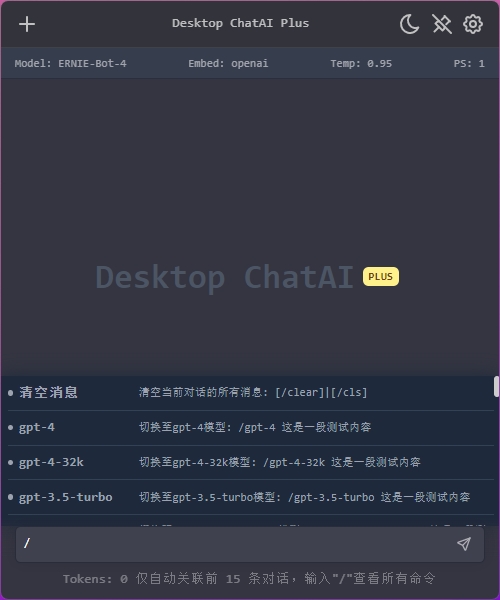 Desktop ChatAI Plus
Model: ERNIE-Bot-4 Embed: openai Temp: 0.95 PS: 1
Desktop ChatAI PLUS
清空消息 清空当前对话的所有消息: [/clear]|[/cls]
gpt-4 切换至gpt-4模型: /gpt-4 这是一段测试内容
gpt-4-32k 切换至gpt-4-32k模型: /gpt-4-32k 这是一段测试内容
gpt-3.5-turbo 切换至gpt-3.5-turbo模型: /gpt-3.5-turbo 这是一段测试内容
/
Tokens: 0 仅自动关联前 15 条对话，输入"/"查看所有命令